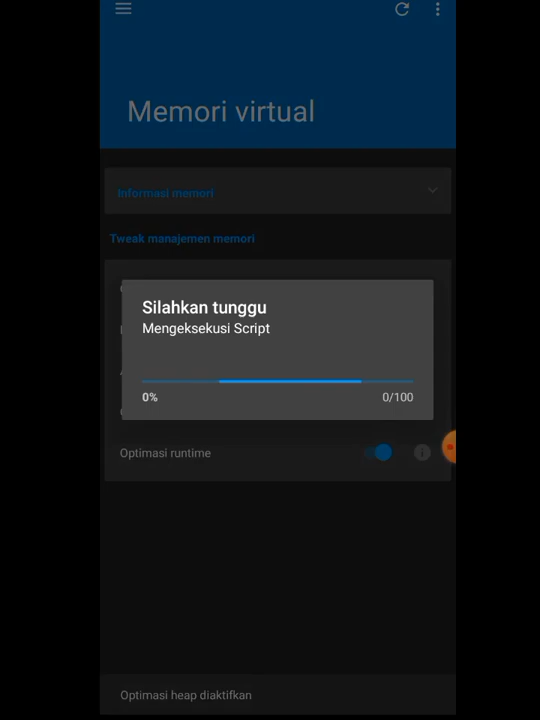 Memori virtual
Informasi memori
Tweak manajemen memori
Silahkan tunggu
Mengeksekusi Script
0% 0/100
Optimasi runtime
Optimasi heap diaktifkan